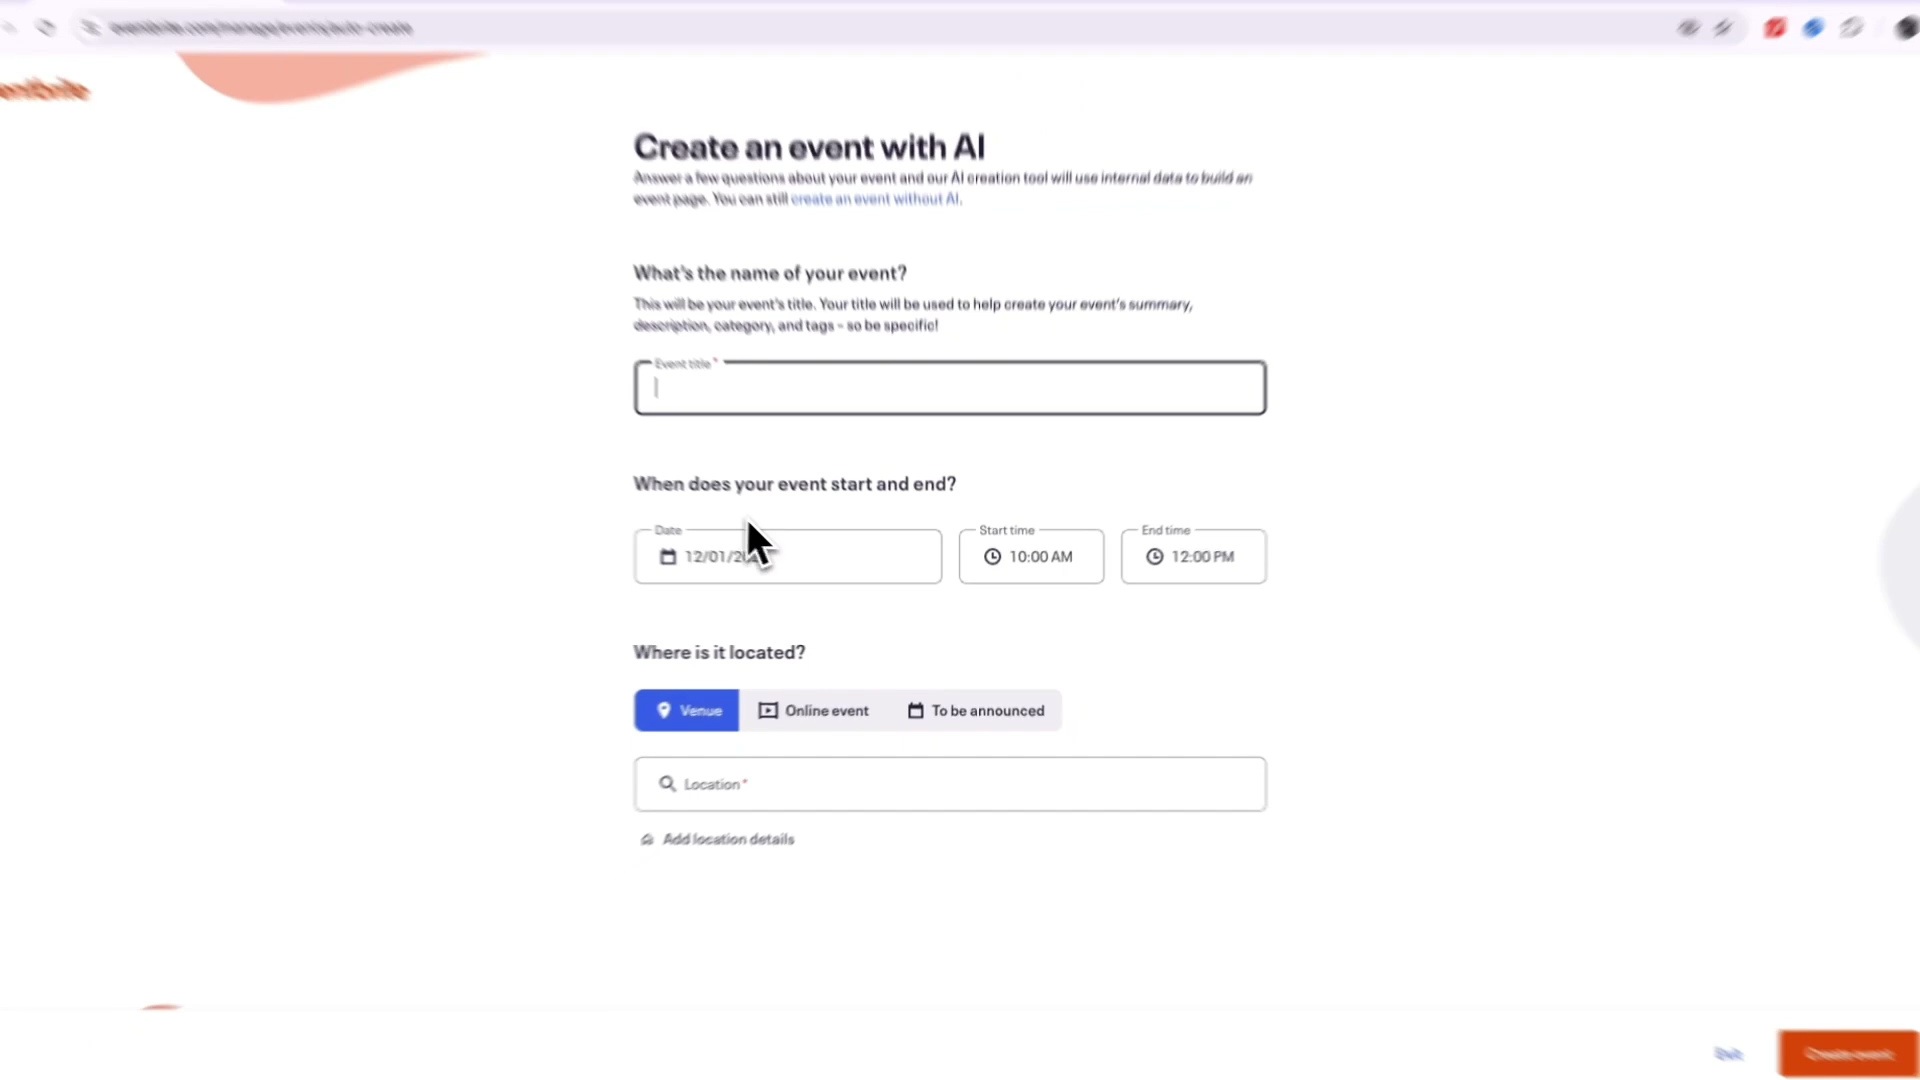 eventbrite.com/manage/events/auto-create
entbrite
Create an event with AI
Answer a few questions about your event and our AI creation tool will use internal data to build an
event page. You can still create an event without AI.
What's the name of your event?
This will be your event's title. Your title will be used to help create your event's summary,
description, category, and tags - so be specific!
Event title *
When does your event start and end?
Date
Start time
End time
12/01/2
10:00 AM
12:00 PM
Where is it located?
Venue
Online event
To be announced
Location*
Add location details
Exit
Create event